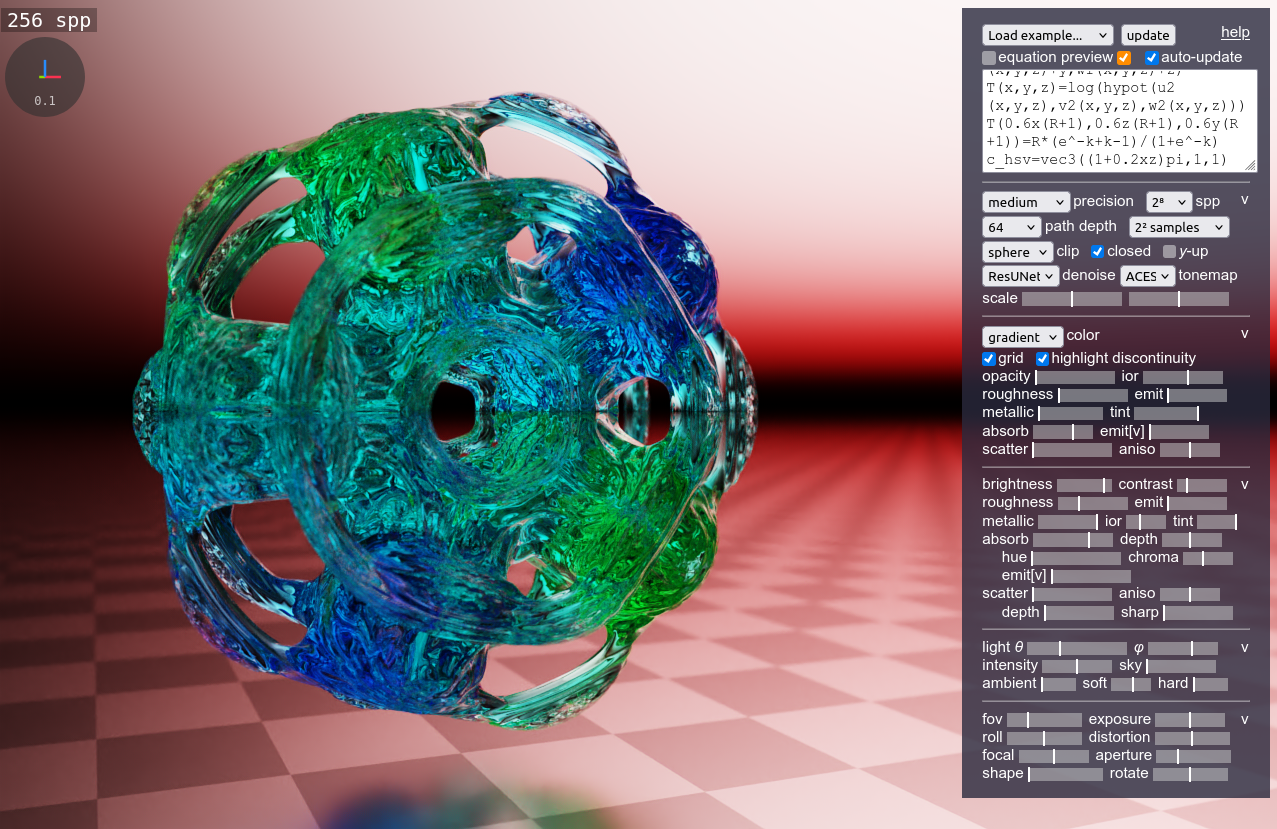 256 spp
0.1
Load example...
update
help
equation preview
auto-update
(x,y,z)+y,w1(x,y,z)+z)
T(x,y,z)=log(hypot(u2
(x,y,z),v2(x,y,z),w2(x,y,z)))
T(0.6x(R+1),0.6z(R+1),0.6y(R
+1))=R*(e^-k+k-1)/(1+e^-k)
c_hsv=vec3((1+0.2xz)pi,1,1)
medium precision 2⁸ spp v
64 path depth 2² samples
sphere clip closed y-up
ResUNet denoise ACES tonemap
scale
gradient color v
grid highlight discontinuity
opacity ior
roughness emit
metallic tint
absorb emit[v]
scatter aniso
brightness contrast v
roughness emit
metallic ior tint
absorb depth
hue chroma
emit[v]
scatter aniso
depth sharp
light θ φ v
intensity sky
ambient soft hard
fov exposure v
roll distortion
focal aperture
shape rotate